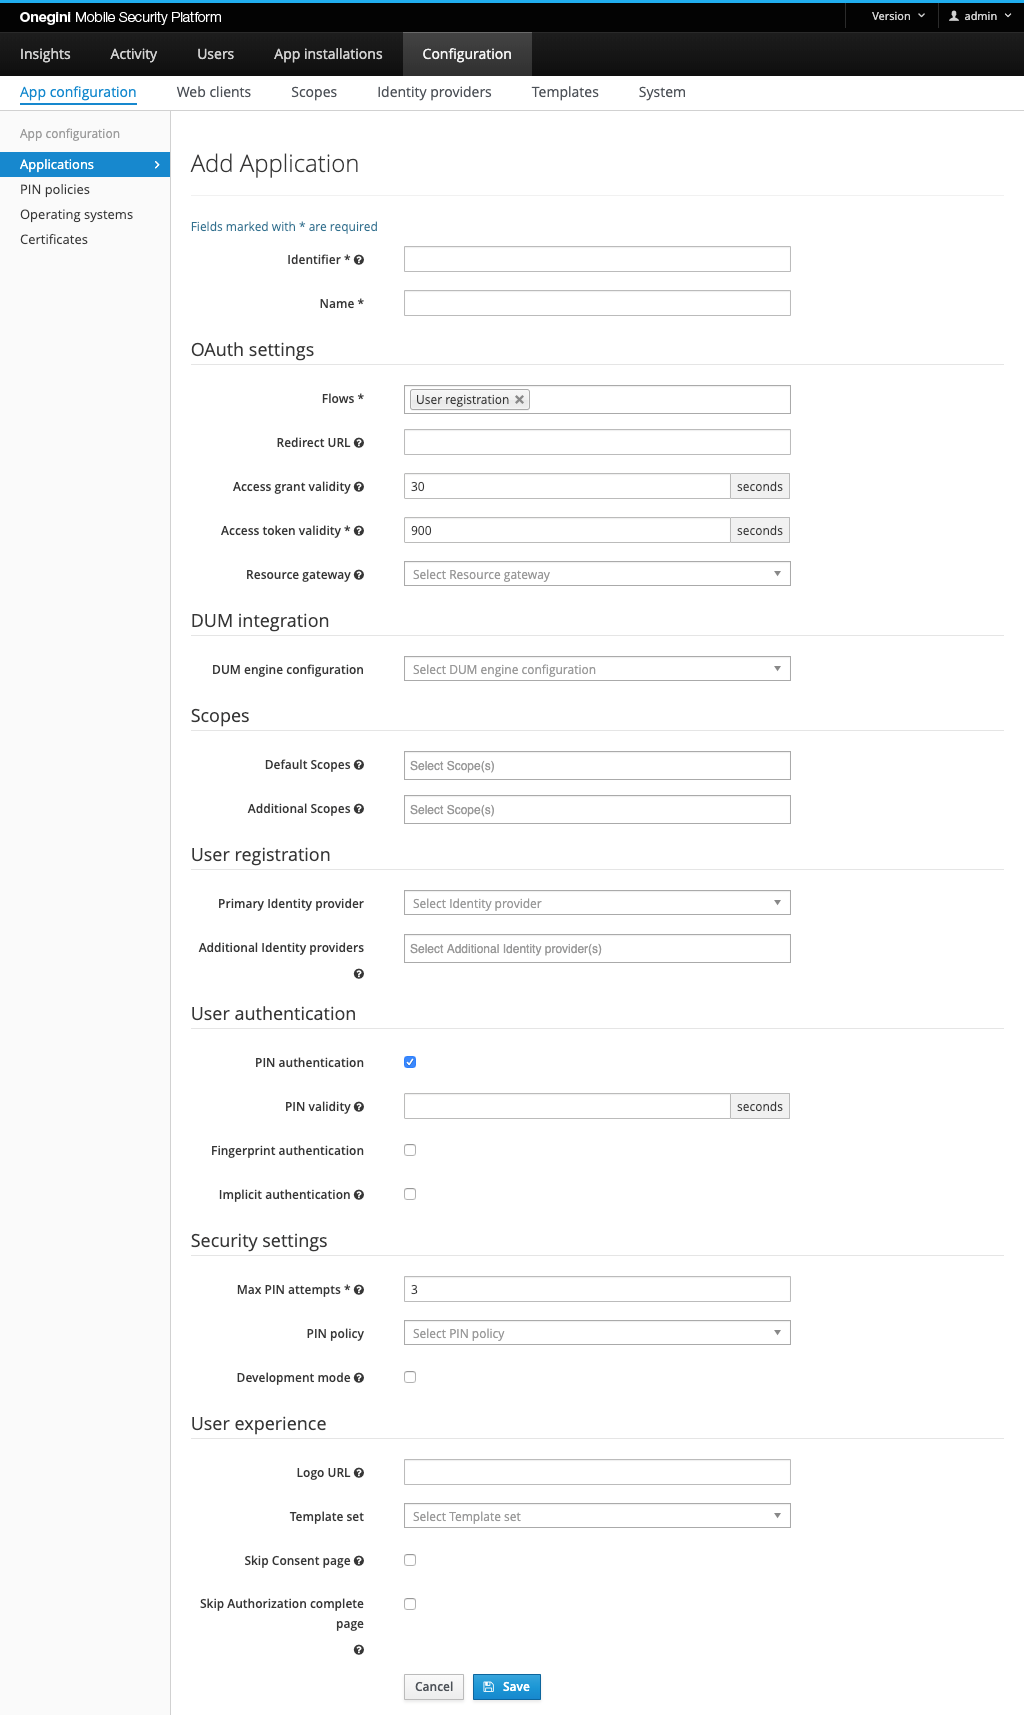 Onegini Mobile Security Platform
Version
admin
Insights
Activity
Users
App installations
Configuration
App configuration
Web clients
Scopes
Identity providers
Templates
System
App configuration
Applications
PIN policies
Operating systems
Certificates
Add Application
Fields marked with * are required
Identifier *
Name *
OAuth settings
Flows *
User registration
Redirect URL
Access grant validity
30
seconds
Access token validity *
900
seconds
Resource gateway
Select Resource gateway
DUM integration
DUM engine configuration
Select DUM engine configuration
Scopes
Default Scopes
Select Scope(s)
Additional Scopes
Select Scope(s)
User registration
Primary Identity provider
Select Identity provider
Additional Identity providers
Select Additional Identity provider(s)
User authentication
PIN authentication
PIN validity
seconds
Fingerprint authentication
Implicit authentication
Security settings
Max PIN attempts *
3
PIN policy
Select PIN policy
Development mode
User experience
Logo URL
Template set
Select Template set
Skip Consent page
Skip Authorization complete
page
Cancel
Save